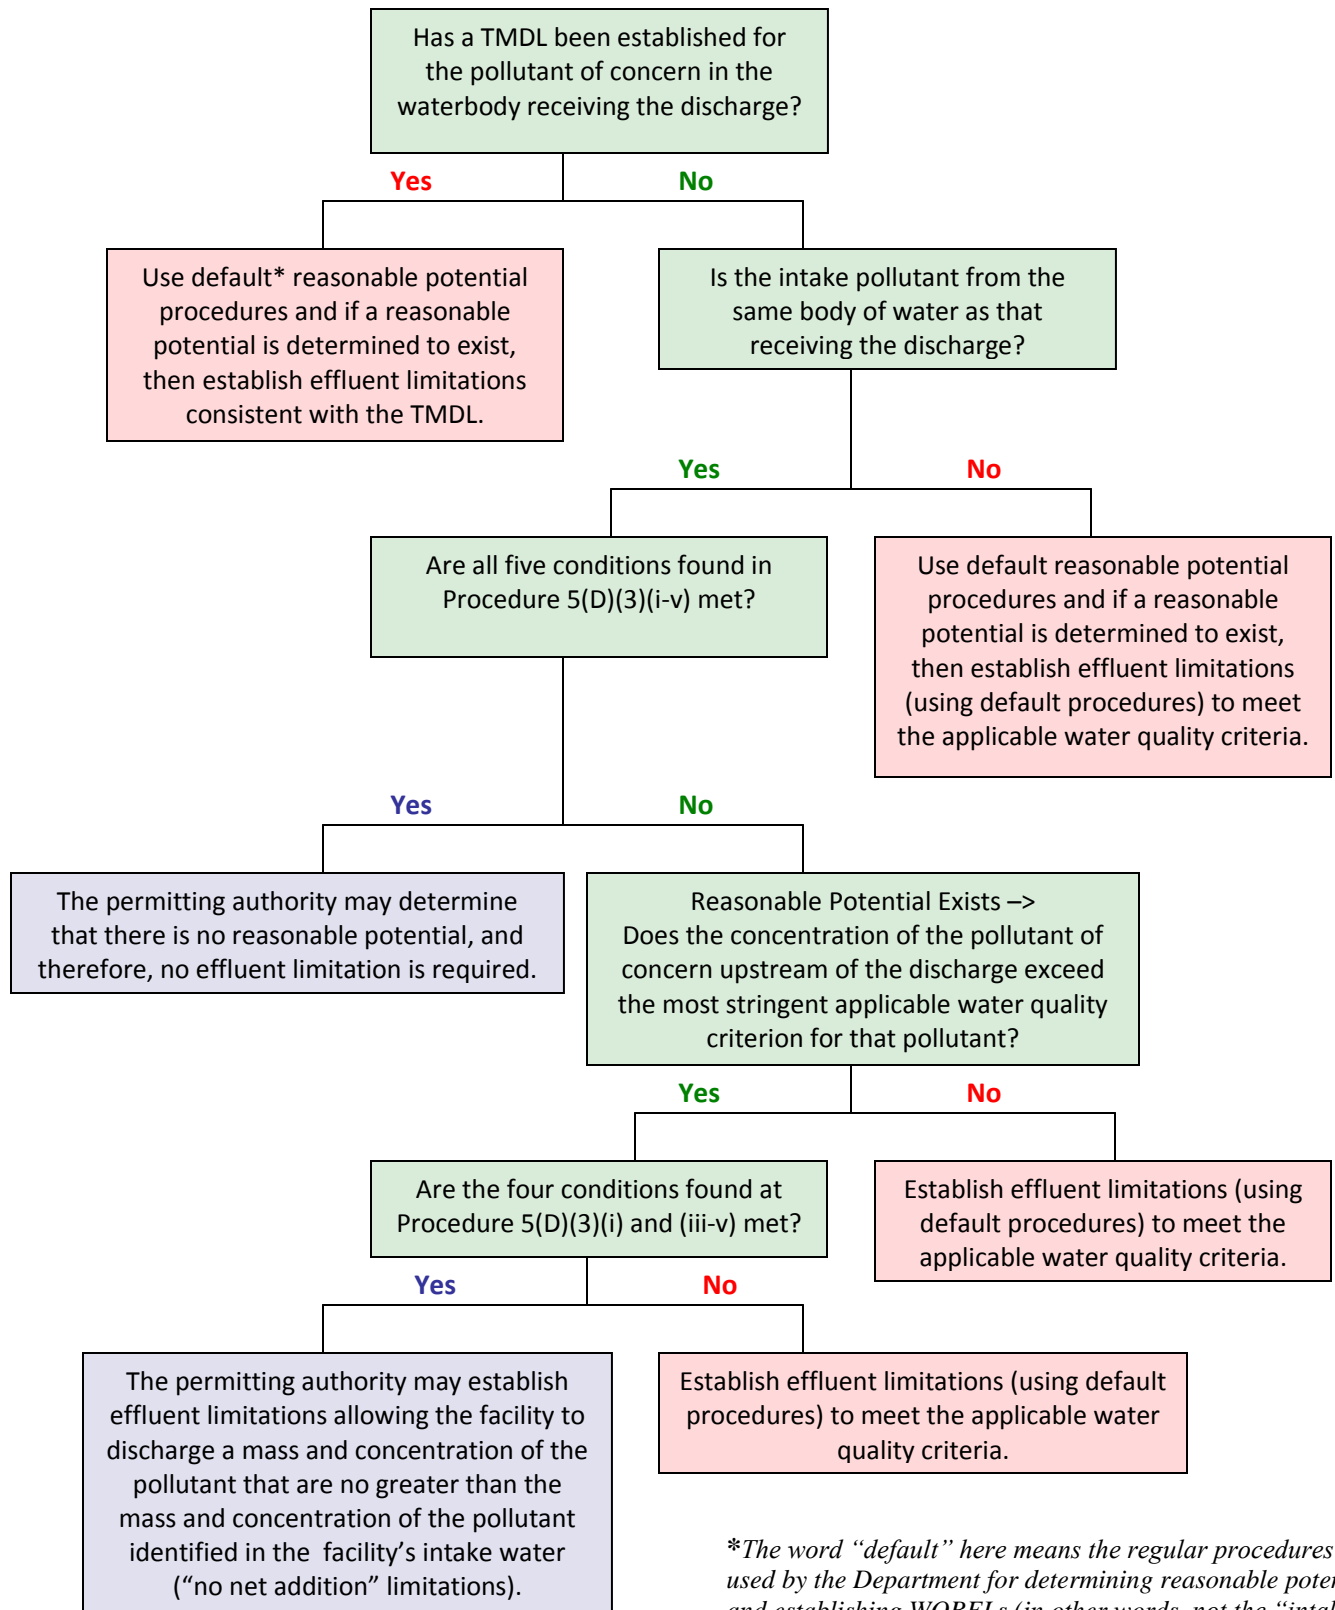 Has a TMDL been established for
the pollutant of concern in the
waterbody receiving the discharge?
Yes
No
Use default* reasonable potential
procedures and if a reasonable
potential is determined to exist,
then establish effluent limitations
consistent with the TMDL.
Is the intake pollutant from the
same body of water as that
receiving the discharge?
Yes
No
Are all five conditions found in
Procedure 5(D)(3)(i-v) met?
Use default reasonable potential
procedures and if a reasonable
potential is determined to exist,
then establish effluent limitations
(using default procedures) to meet
the applicable water quality criteria.
Yes
No
The permitting authority may determine
that there is no reasonable potential, and
therefore, no effluent limitation is required.
Reasonable Potential Exists –>
Does the concentration of the pollutant of
concern upstream of the discharge exceed
the most stringent applicable water quality
criterion for that pollutant?
Yes
No
Are the four conditions found at
Procedure 5(D)(3)(i) and (iii-v) met?
Establish effluent limitations (using
default procedures) to meet the
applicable water quality criteria.
Yes
No
The permitting authority may establish
effluent limitations allowing the facility to
discharge a mass and concentration of the
pollutant that are no greater than the
mass and concentration of the pollutant
identified in the facility’s intake water
(“no net addition” limitations).
Establish effluent limitations (using default
procedures) to meet the applicable water
quality criteria.
*The word “default” here means the regular procedures
used by the Department for determining reasonable
and establishing WQBELs (in other words, not the